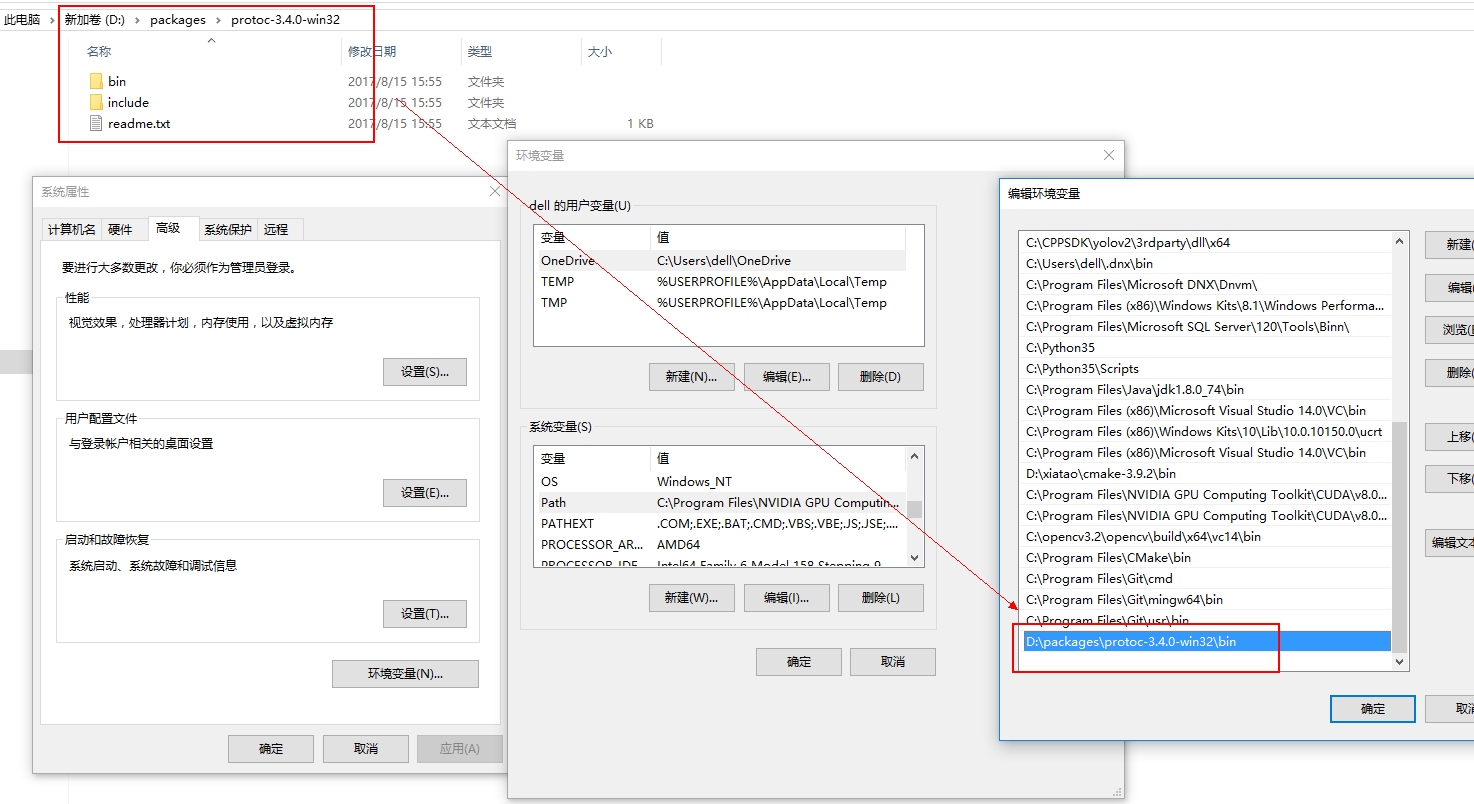 此电脑 › 新加卷 (D:) › packages › protoc-3.4.0-win32
名称 修改日期 类型 大小
bin 2017/8/15 15:55 文件夹
include 2017/8/15 15:55 文件夹
readme.txt 2017/8/15 15:55 文本文档 1 KB
系统属性
计算机名 硬件 高级 系统保护 远程
要进行大多数更改，你必须作为管理员登录。
性能
视觉效果，处理器计划，内存使用，以及虚拟内存
设置(S)...
用户配置文件
与登录帐户相关的桌面设置
设置(E)...
启动和故障恢复
系统启动、系统故障和调试信息
设置(T)...
环境变量(N)...
确定 取消 应用(A)
环境变量
dell 的用户变量(U)
变量 值
OneDrive C:\Users\dell\OneDrive
TEMP %USERPROFILE%\AppData\Local\Temp
TMP %USERPROFILE%\AppData\Local\Temp
新建(N)... 编辑(E)... 删除(D)
系统变量(S)
变量 值
OS Windows_NT
Path C:\Program Files\NVIDIA GPU Computin...
PATHEXT .COM;.EXE;.BAT;.CMD;.VBS;.VBE;.JS;.JSE;....
PROCESSOR_AR... AMD64
PROCESSOR_IDE... Intel64 Family 6 Model 158 Stepping 9
新建(W)... 编辑(I)... 删除(L)
确定 取消
编辑环境变量
C:\CPPSDK\yolov2\3rdparty\dll\x64
C:\Users\dell\.dnx\bin
C:\Program Files\Microsoft DNX\Dnvm\
C:\Program Files (x86)\Windows Kits\8.1\Windows Performa...
C:\Program Files\Microsoft SQL Server\120\Tools\Binn\
C:\Python35
C:\Python35\Scripts
C:\Program Files\Java\jdk1.8.0_74\bin
C:\Program Files (x86)\Microsoft Visual Studio 14.0\VC\bin
C:\Program Files (x86)\Windows Kits\10\Lib\10.0.10150.0\ucrt
C:\Program Files (x86)\Microsoft Visual Studio 14.0\VC\bin
D:\xiatao\cmake-3.9.2\bin
C:\Program Files\NVIDIA GPU Computing Toolkit\CUDA\v8.0...
C:\Program Files\NVIDIA GPU Computing Toolkit\CUDA\v8.0...
C:\opencv3.2\opencv\build\x64\vc14\bin
C:\Program Files\CMake\bin
C:\Program Files\Git\cmd
C:\Program Files\Git\mingw64\bin
C:\Program Files\Git\usr\bin
D:\packages\protoc-3.4.0-win32\bin
新建(
编辑(
浏览(
删除(
上移(
下移(
编辑文本
确定 取消